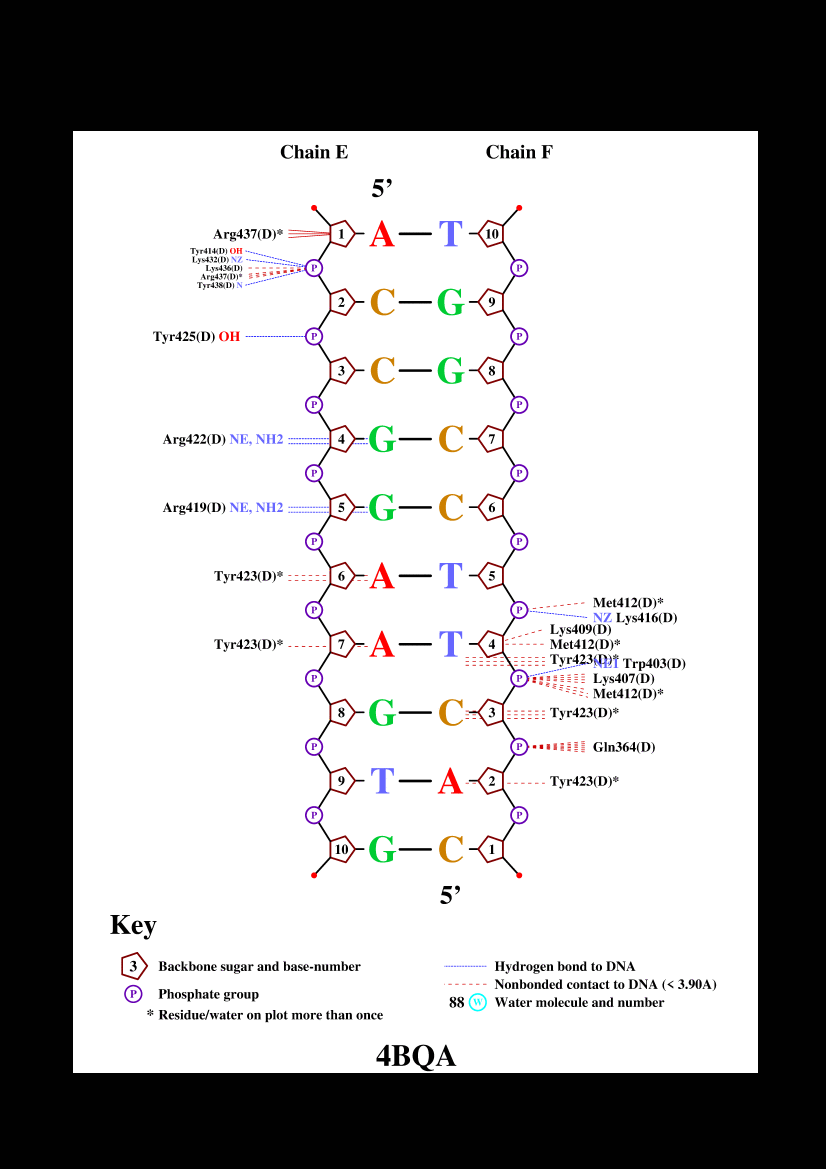 Chain E Chain F
5’
Arg437(D)* 1 A T 10
Tyr414(D) OH
Lys432(D) NZ
Lys436(D)
Arg437(D)*
Tyr438(D) N
P P
2 C G 9
Tyr425(D) OH P P
3 C G 8
P P
Arg422(D) NE, NH2 4 G C 7
P P
Arg419(D) NE, NH2 5 G C 6
P P
Tyr423(D)* 6 A T 5
Met412(D)*
P P
NZ Lys416(D)
Lys409(D)
Tyr423(D)* 7 A T 4 Met412(D)*
Tyr423(D)*
NE1 Trp403(D)
P P Lys407(D)
Met412(D)*
8 G C 3 Tyr423(D)*
P P Gln364(D)
9 T A 2 Tyr423(D)*
P P
10 G C 1
5’
Key
3 Backbone sugar and base-number
P Phosphate group
* Residue/water on plot more than once
Hydrogen bond to DNA
Nonbonded contact to DNA (< 3.90A)
88 W Water molecule and number
4BQA